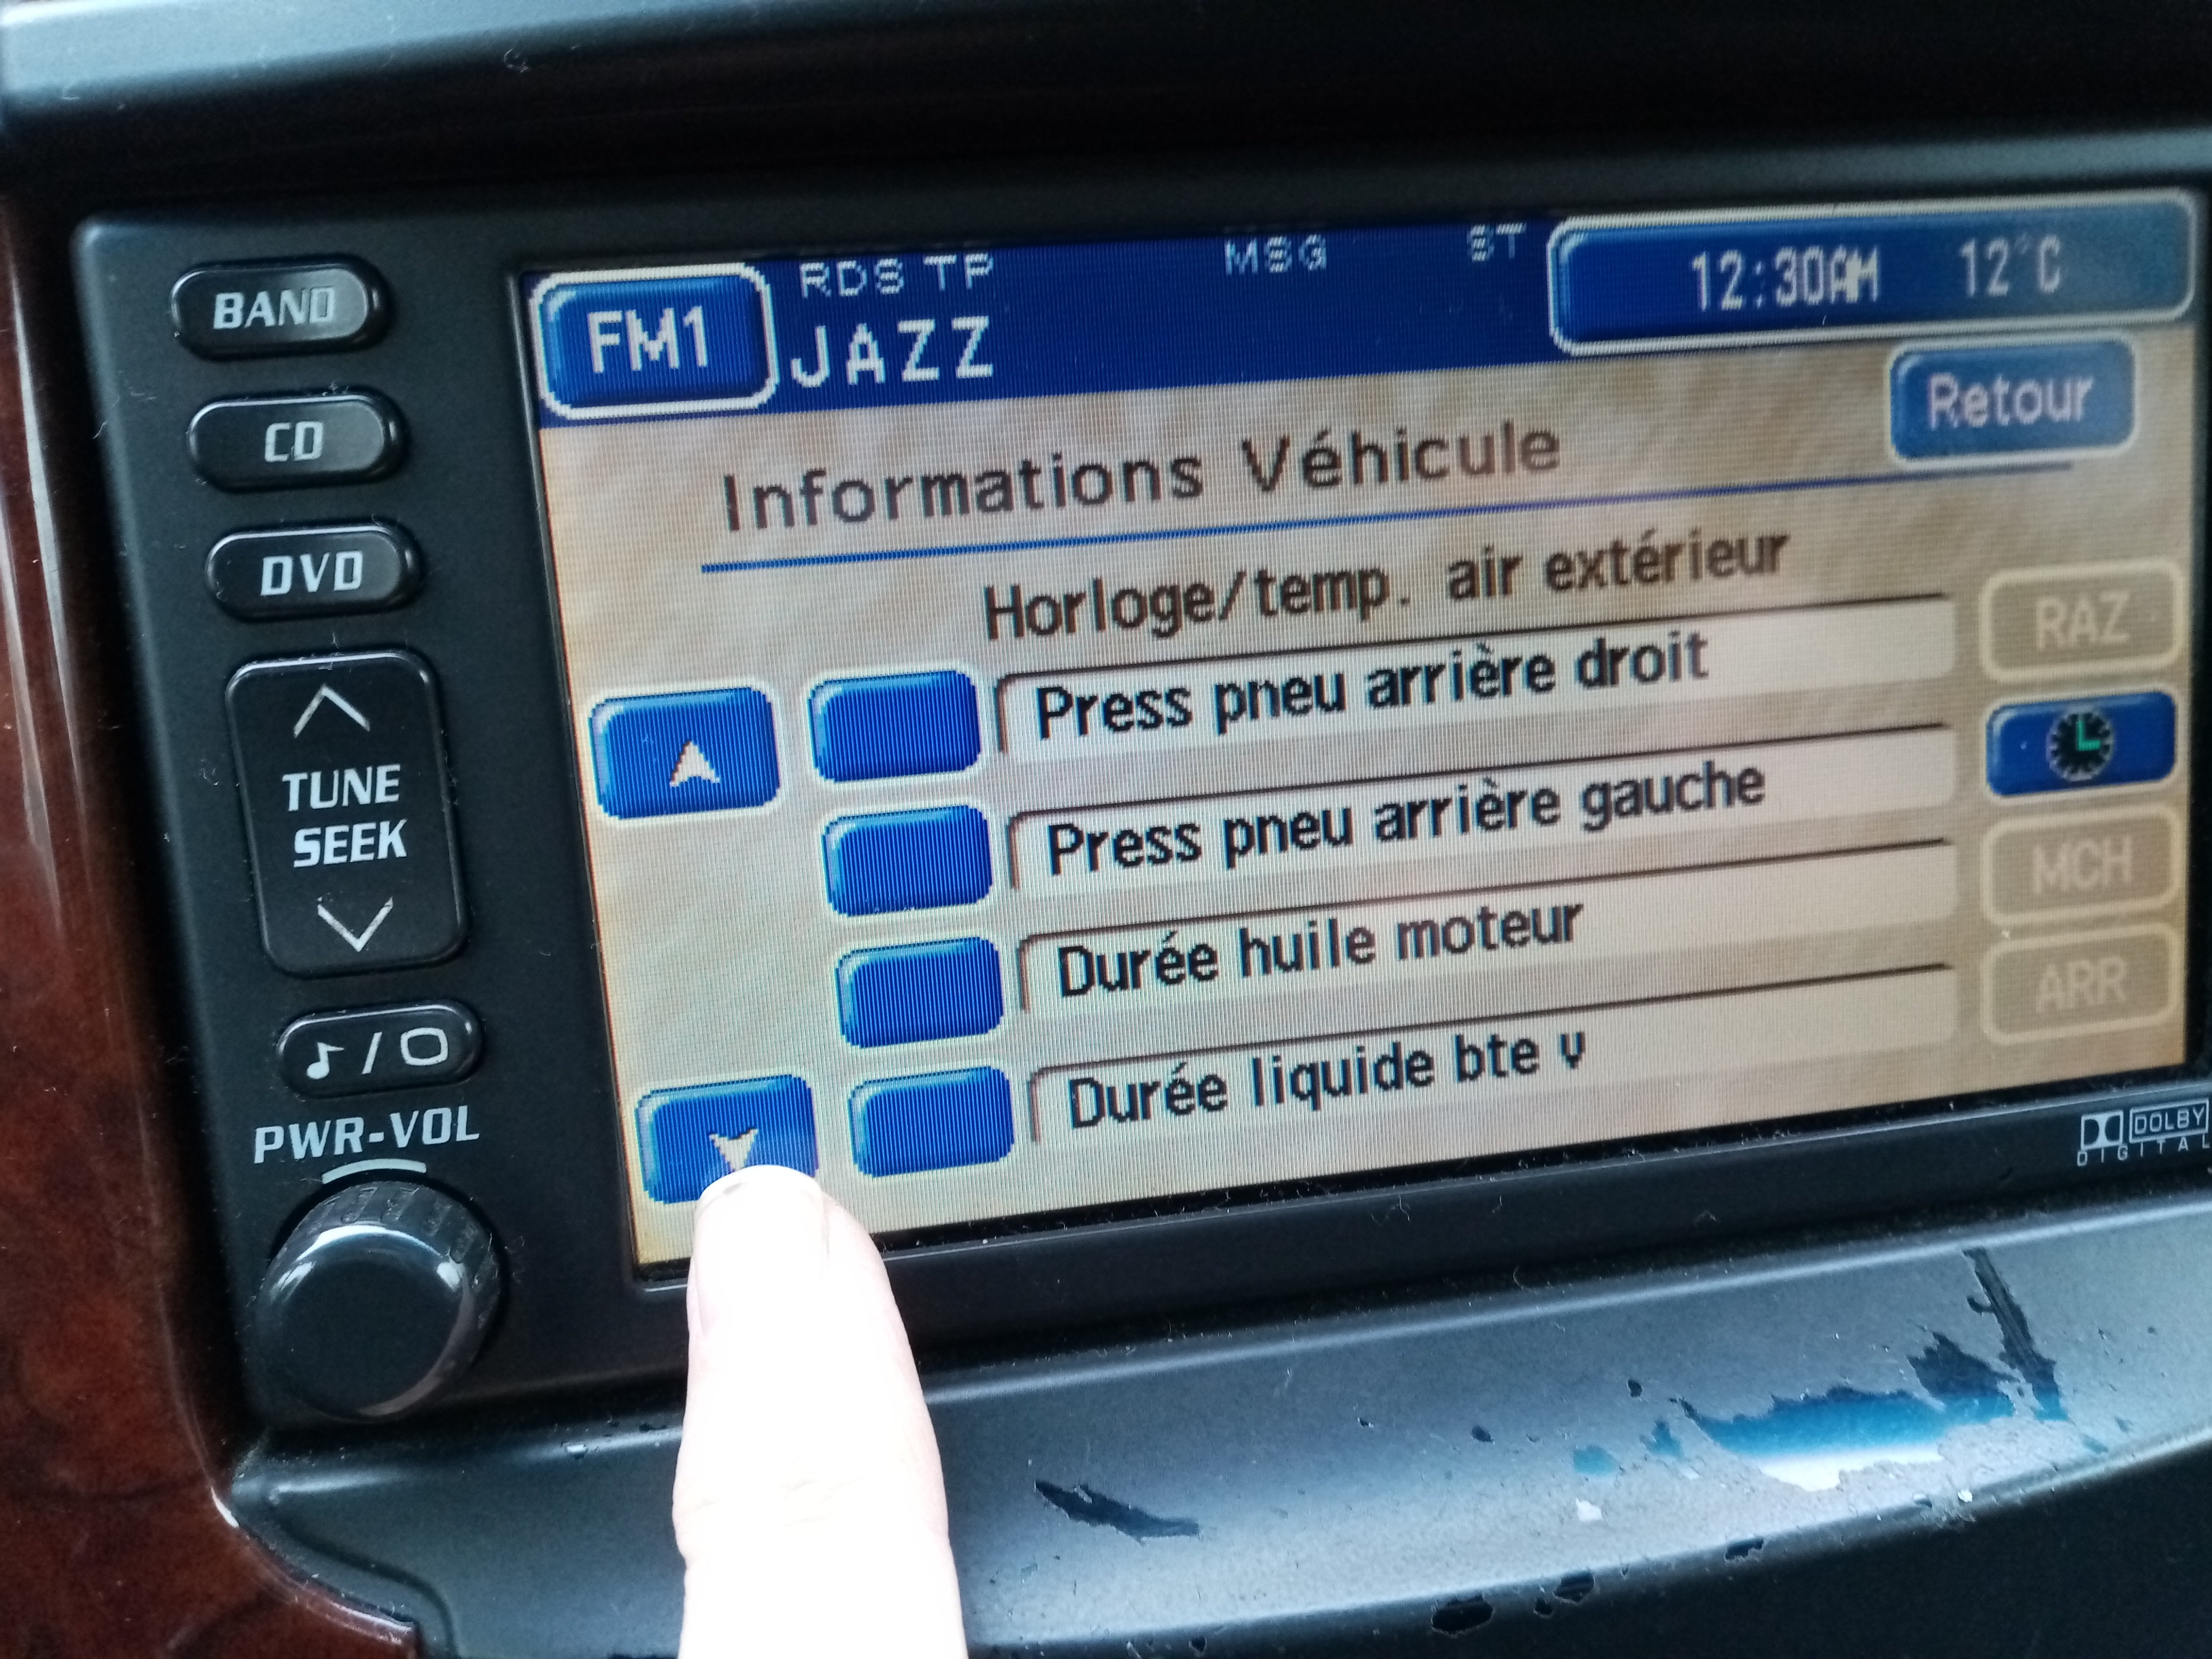 BAND
CD
DVD
TUNE
SEEK
PWR-VOL
FM1
RDS TP
MSG
ST
JAZZ
12:30AM 12°C
Retour
Informations Véhicule
Horloge/temp. air extérieur
Press pneu arrière droit
Press pneu arrière gauche
Durée huile moteur
Durée liquide bte v
RAZ
MCH
ARR
DOLBY
DIGITAL